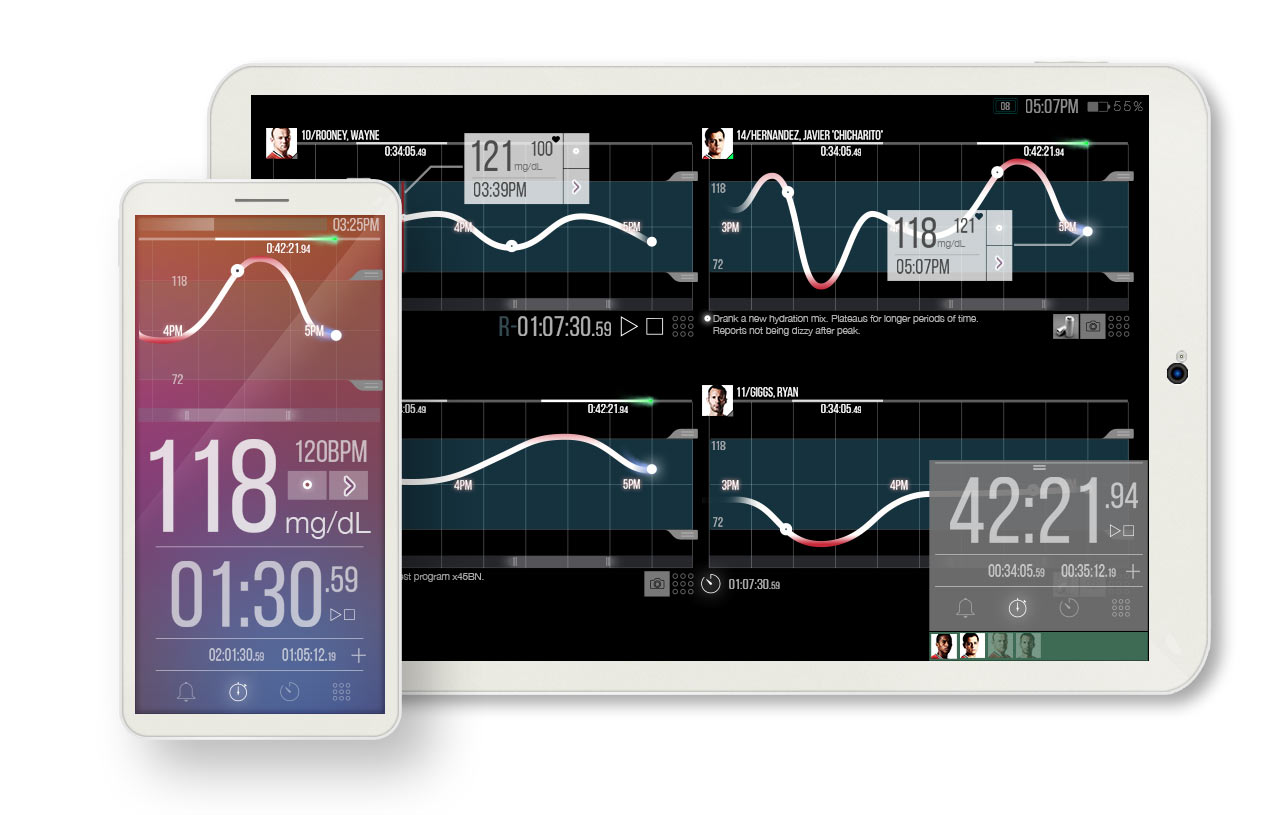 D8 05:07PM 55%
10/ROONEY, WAYNE
0:34:05.49
121 mg/dL 100
03:39PM
4PM 5PM
R-01:07:30.59
14/HERNANDEZ, JAVIER 'CHICHARITO'
0:34:05.49 0:42:21.94
118
3PM 5PM
72
118 mg/dL 121
05:07PM
Drank a new hydration mix. Plateaus for longer periods of time.
Reports not being dizzy after peak.
03:25PM
0:42:21.94
118
4PM 5PM
72
118 120BPM
mg/dL
01:30.59
02:01:30.59 01:05:12.19
:05.49 0:42:21.94
4PM 5PM
ost program x45BN.
11/GIGGS, RYAN
0:34:05.49
118
3PM 4PM
72
01:07:30.59
42:21.94
00:34:05.59 00:35:12.19